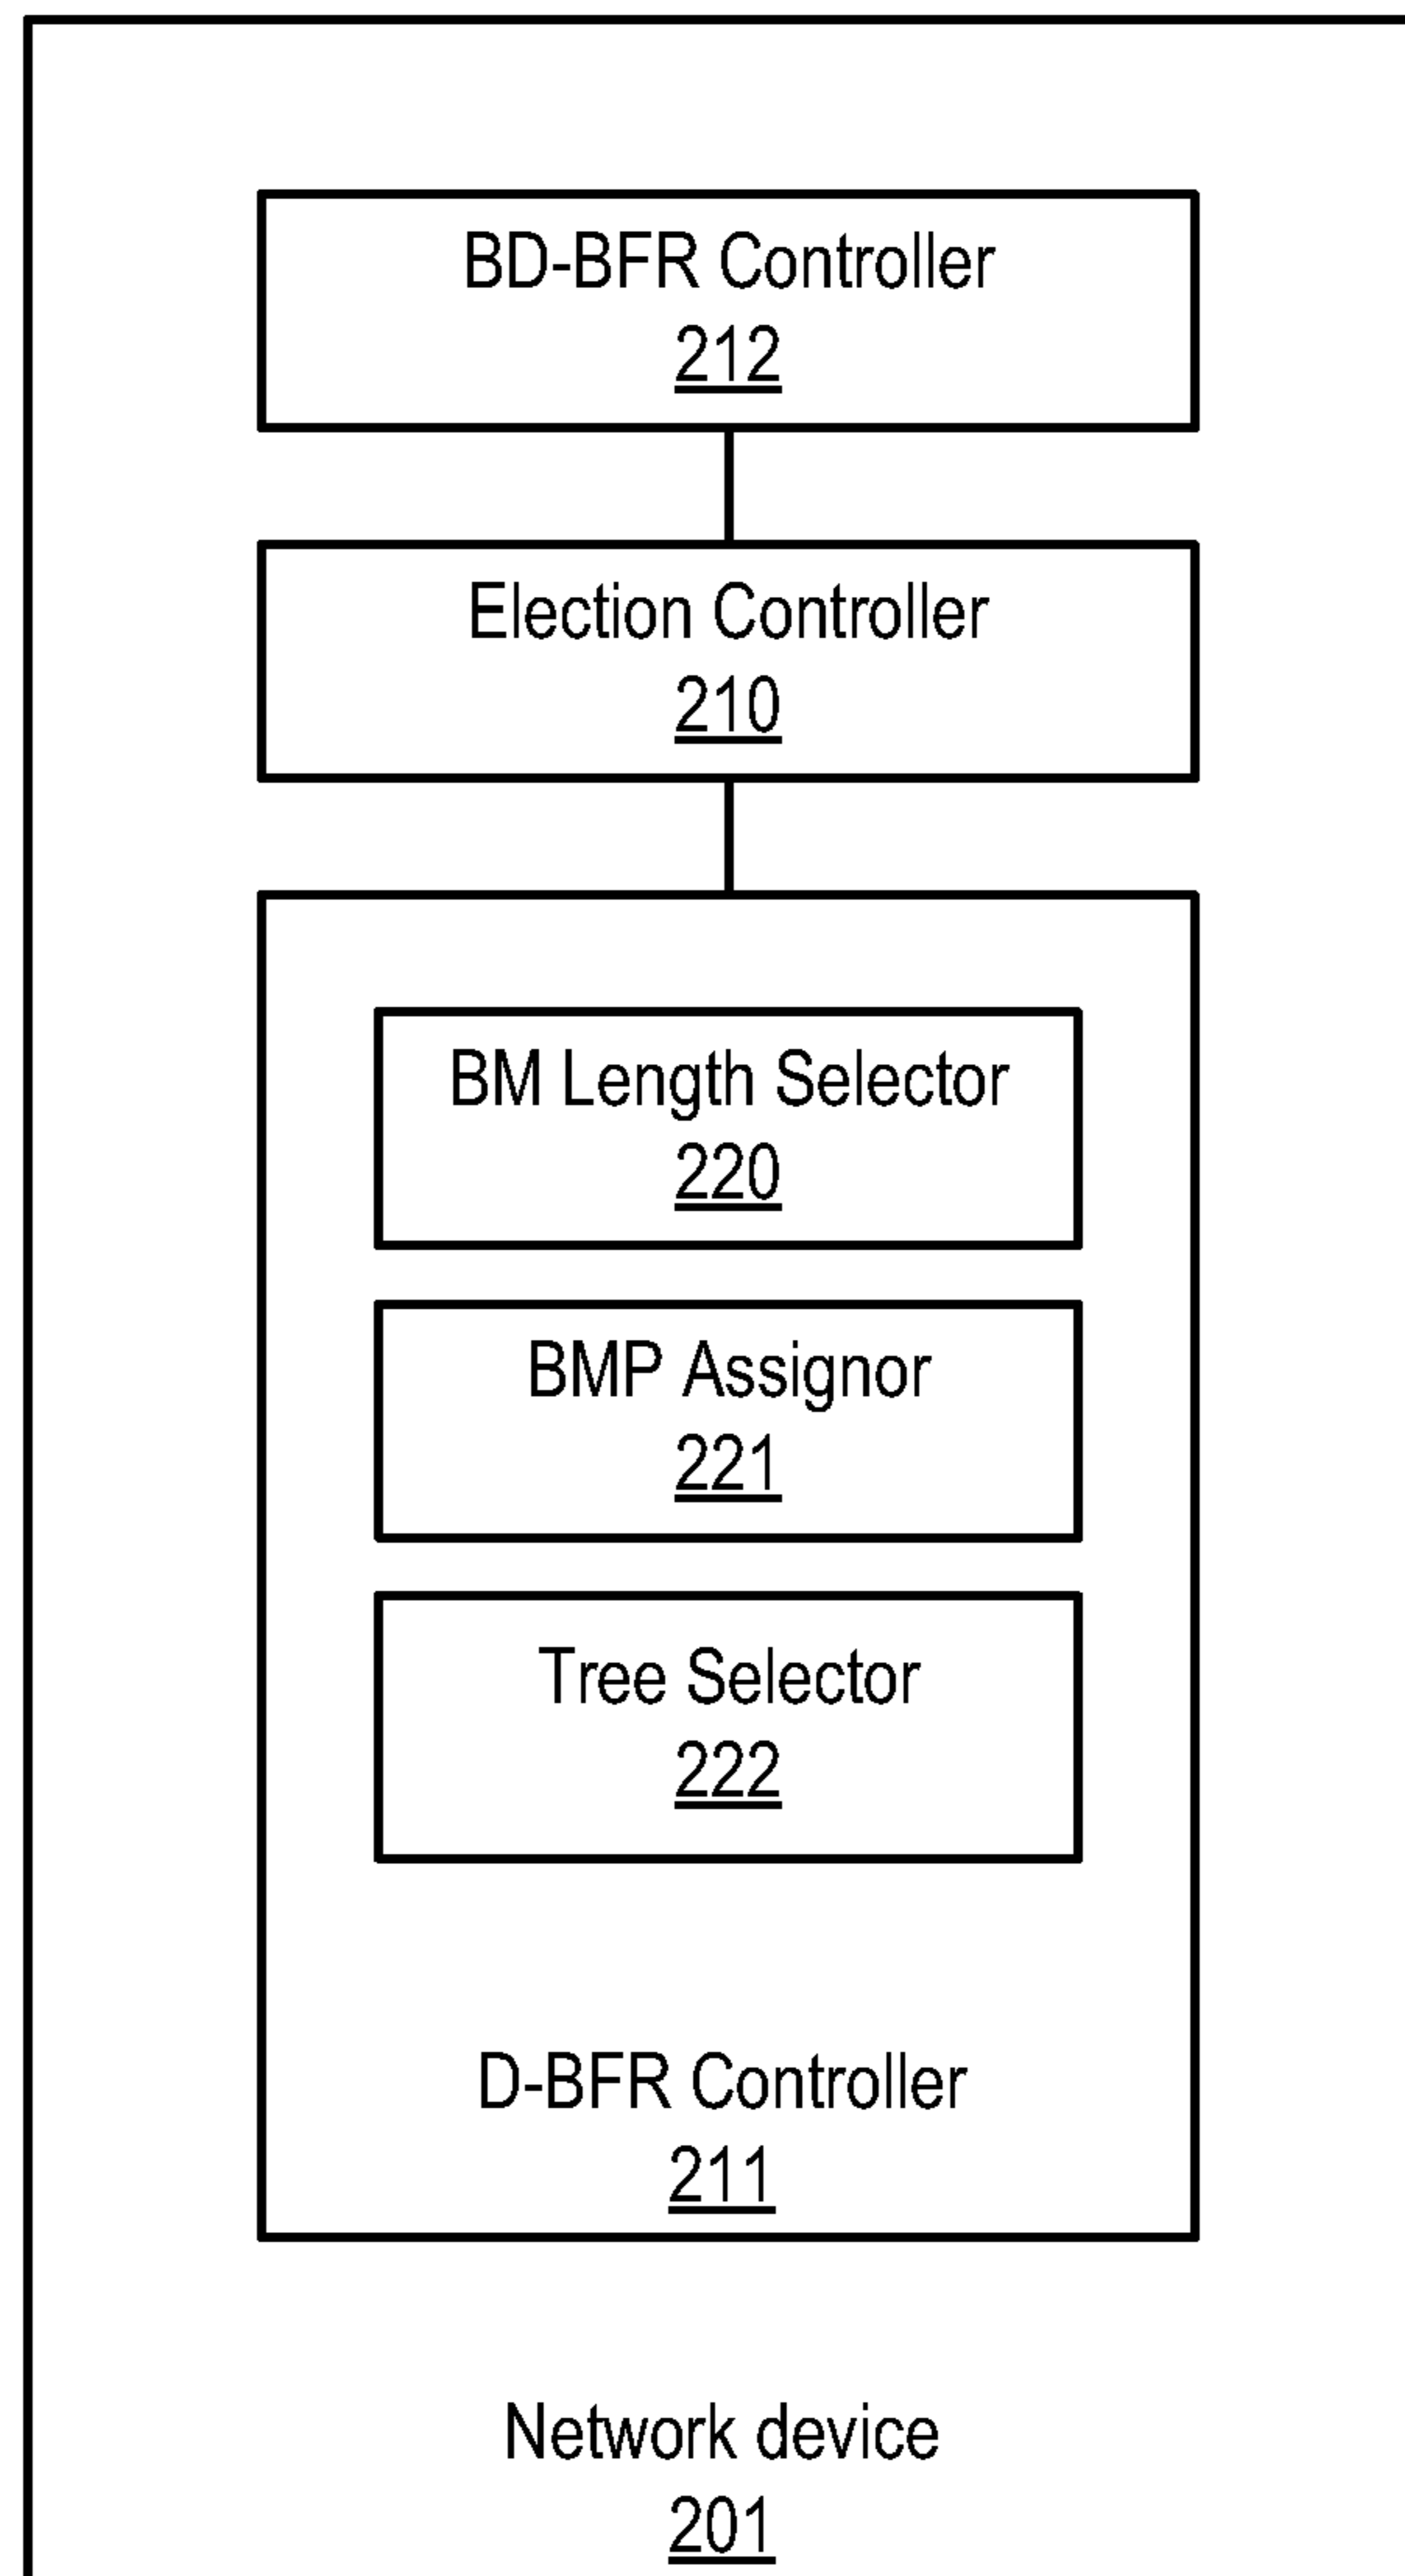 BD-BFR Controller
212
Election Controller
210
BM Length Selector
220
BMP Assignor
221
Tree Selector
222
D-BFR Controller
211
Network device
201